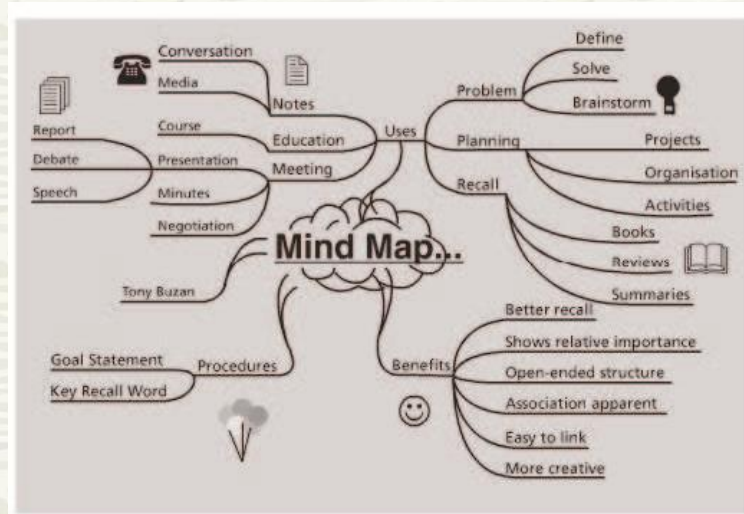 Conversation
Media
Notes
Course
Education
Report
Debate
Speech
Presentation
Minutes
Negotiation
Meeting
Uses
Problem
Define
Solve
Brainstorm
Planning
Projects
Organisation
Activities
Recall
Books
Reviews
Summaries
Mind Map...
Tony Buzan
Procedures
Goal Statement
Key Recall Word
Benefits
Better recall
Shows relative importance
Open-ended structure
Association apparent
Easy to link
More creative